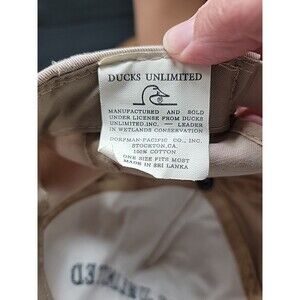 DUCKS UNLIMITED
MANUFACTURED AND SOLD
UNDER LICENSE FROM DUCKS
UNLIMITED, INC. — LEADER
IN WETLANDS CONSERVATION
DORFMAN-PACIFIC CO., INC.
STOCKTON, CA.
100% COTTON
ONE SIZE FITS MOST
MADE IN SRI LANKA